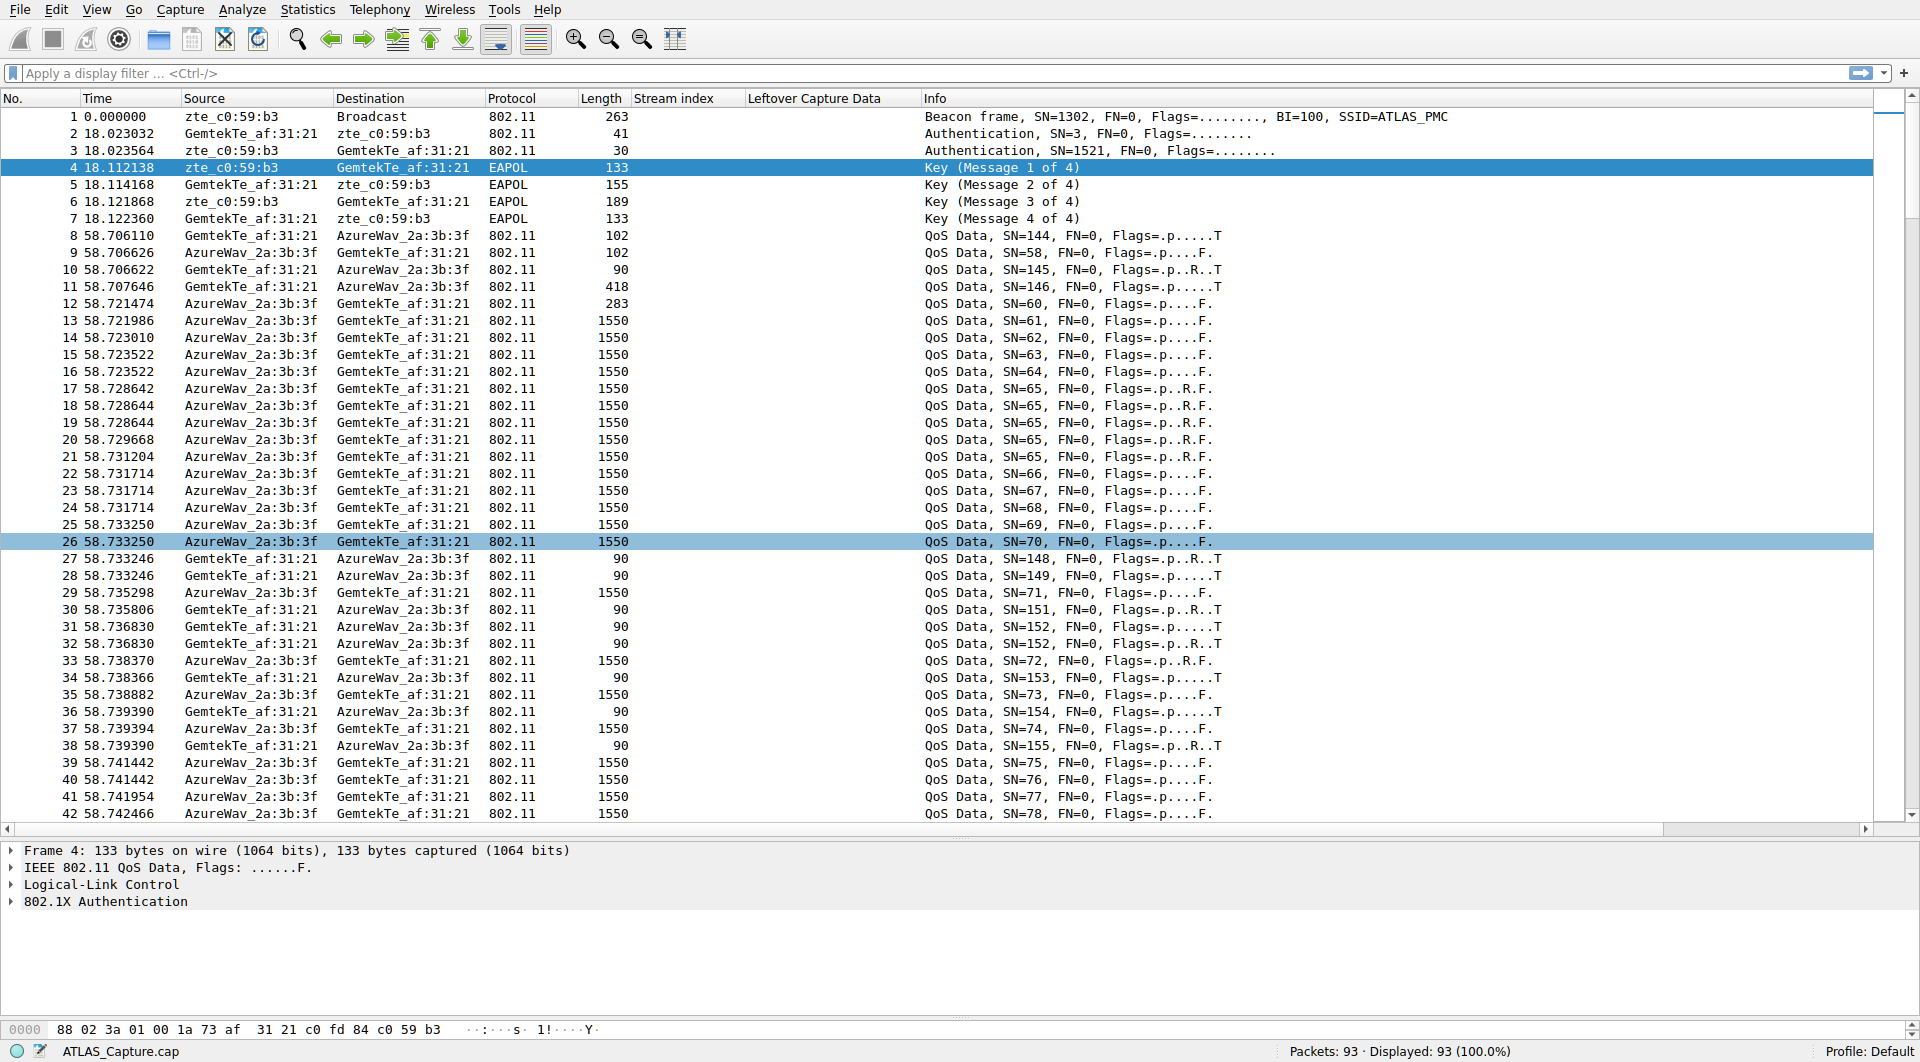 File Edit View Go Capture Analyze Statistics Telephony Wireless Tools Help
Apply a display filter ... <Ctrl-/>
No. Time Source Destination Protocol Length Stream index Leftover Capture Data Info
1 0.000000 zte_c0:59:b3 Broadcast 802.11 263 Beacon frame, SN=1302, FN=0, Flags=........, BI=100, SSID=ATLAS_PMC
2 18.023032 GemtekTe_af:31:21 zte_c0:59:b3 802.11 41 Authentication, SN=3, FN=0, Flags=........
3 18.023564 zte_c0:59:b3 GemtekTe_af:31:21 802.11 30 Authentication, SN=1521, FN=0, Flags=........
4 18.112138 zte_c0:59:b3 GemtekTe_af:31:21 EAPOL 133 Key (Message 1 of 4)
5 18.114168 GemtekTe_af:31:21 zte_c0:59:b3 EAPOL 155 Key (Message 2 of 4)
6 18.121868 zte_c0:59:b3 GemtekTe_af:31:21 EAPOL 189 Key (Message 3 of 4)
7 18.122360 GemtekTe_af:31:21 zte_c0:59:b3 EAPOL 133 Key (Message 4 of 4)
8 58.706110 GemtekTe_af:31:21 AzureWav_2a:3b:3f 802.11 102 QoS Data, SN=144, FN=0, Flags=.p.....T
9 58.706626 AzureWav_2a:3b:3f GemtekTe_af:31:21 802.11 102 QoS Data, SN=58, FN=0, Flags=.p....F.
10 58.706622 GemtekTe_af:31:21 AzureWav_2a:3b:3f 802.11 90 QoS Data, SN=145, FN=0, Flags=.p..R..T
11 58.707646 GemtekTe_af:31:21 AzureWav_2a:3b:3f 802.11 418 QoS Data, SN=146, FN=0, Flags=.p.....T
12 58.721474 AzureWav_2a:3b:3f GemtekTe_af:31:21 802.11 283 QoS Data, SN=60, FN=0, Flags=.p....F.
13 58.721986 AzureWav_2a:3b:3f GemtekTe_af:31:21 802.11 1550 QoS Data, SN=61, FN=0, Flags=.p....F.
14 58.723010 AzureWav_2a:3b:3f GemtekTe_af:31:21 802.11 1550 QoS Data, SN=62, FN=0, Flags=.p....F.
15 58.723522 AzureWav_2a:3b:3f GemtekTe_af:31:21 802.11 1550 QoS Data, SN=63, FN=0, Flags=.p....F.
16 58.723522 AzureWav_2a:3b:3f GemtekTe_af:31:21 802.11 1550 QoS Data, SN=64, FN=0, Flags=.p....F.
17 58.728642 AzureWav_2a:3b:3f GemtekTe_af:31:21 802.11 1550 QoS Data, SN=65, FN=0, Flags=.p..R.F.
18 58.728644 AzureWav_2a:3b:3f GemtekTe_af:31:21 802.11 1550 QoS Data, SN=65, FN=0, Flags=.p..R.F.
19 58.728644 AzureWav_2a:3b:3f GemtekTe_af:31:21 802.11 1550 QoS Data, SN=65, FN=0, Flags=.p..R.F.
20 58.729668 AzureWav_2a:3b:3f GemtekTe_af:31:21 802.11 1550 QoS Data, SN=65, FN=0, Flags=.p..R.F.
21 58.731204 AzureWav_2a:3b:3f GemtekTe_af:31:21 802.11 1550 QoS Data, SN=65, FN=0, Flags=.p..R.F.
22 58.731714 AzureWav_2a:3b:3f GemtekTe_af:31:21 802.11 1550 QoS Data, SN=66, FN=0, Flags=.p....F.
23 58.731714 AzureWav_2a:3b:3f GemtekTe_af:31:21 802.11 1550 QoS Data, SN=67, FN=0, Flags=.p....F.
24 58.731714 AzureWav_2a:3b:3f GemtekTe_af:31:21 802.11 1550 QoS Data, SN=68, FN=0, Flags=.p....F.
25 58.733250 AzureWav_2a:3b:3f GemtekTe_af:31:21 802.11 1550 QoS Data, SN=69, FN=0, Flags=.p....F.
26 58.733250 AzureWav_2a:3b:3f GemtekTe_af:31:21 802.11 1550 QoS Data, SN=70, FN=0, Flags=.p....F.
27 58.733246 GemtekTe_af:31:21 AzureWav_2a:3b:3f 802.11 90 QoS Data, SN=148, FN=0, Flags=.p..R..T
28 58.733246 GemtekTe_af:31:21 AzureWav_2a:3b:3f 802.11 90 QoS Data, SN=149, FN=0, Flags=.p.....T
29 58.735298 AzureWav_2a:3b:3f GemtekTe_af:31:21 802.11 1550 QoS Data, SN=71, FN=0, Flags=.p....F.
30 58.735806 GemtekTe_af:31:21 AzureWav_2a:3b:3f 802.11 90 QoS Data, SN=151, FN=0, Flags=.p..R..T
31 58.736830 GemtekTe_af:31:21 AzureWav_2a:3b:3f 802.11 90 QoS Data, SN=152, FN=0, Flags=.p.....T
32 58.736830 GemtekTe_af:31:21 AzureWav_2a:3b:3f 802.11 90 QoS Data, SN=152, FN=0, Flags=.p..R..T
33 58.738370 AzureWav_2a:3b:3f GemtekTe_af:31:21 802.11 1550 QoS Data, SN=72, FN=0, Flags=.p..R.F.
34 58.738366 GemtekTe_af:31:21 AzureWav_2a:3b:3f 802.11 90 QoS Data, SN=153, FN=0, Flags=.p.....T
35 58.738882 AzureWav_2a:3b:3f GemtekTe_af:31:21 802.11 1550 QoS Data, SN=73, FN=0, Flags=.p....F.
36 58.739390 GemtekTe_af:31:21 AzureWav_2a:3b:3f 802.11 90 QoS Data, SN=154, FN=0, Flags=.p.....T
37 58.739394 AzureWav_2a:3b:3f GemtekTe_af:31:21 802.11 1550 QoS Data, SN=74, FN=0, Flags=.p....F.
38 58.739390 GemtekTe_af:31:21 AzureWav_2a:3b:3f 802.11 90 QoS Data, SN=155, FN=0, Flags=.p..R..T
39 58.741442 AzureWav_2a:3b:3f GemtekTe_af:31:21 802.11 1550 QoS Data, SN=75, FN=0, Flags=.p....F.
40 58.741442 AzureWav_2a:3b:3f GemtekTe_af:31:21 802.11 1550 QoS Data, SN=76, FN=0, Flags=.p....F.
41 58.741954 AzureWav_2a:3b:3f GemtekTe_af:31:21 802.11 1550 QoS Data, SN=77, FN=0, Flags=.p....F.
42 58.742466 AzureWav_2a:3b:3f GemtekTe_af:31:21 802.11 1550 QoS Data, SN=78, FN=0, Flags=.p....F.
Frame 4: 133 bytes on wire (1064 bits), 133 bytes captured (1064 bits)
IEEE 802.11 QoS Data, Flags: ......F.
Logical-Link Control
802.1X Authentication
0000 88 02 3a 01 00 1a 73 af 31 21 c0 fd 84 c0 59 b3 ··:···s· 1!····Y·
ATLAS_Capture.cap Packets: 93 · Displayed: 93 (100.0%) Profile: Default